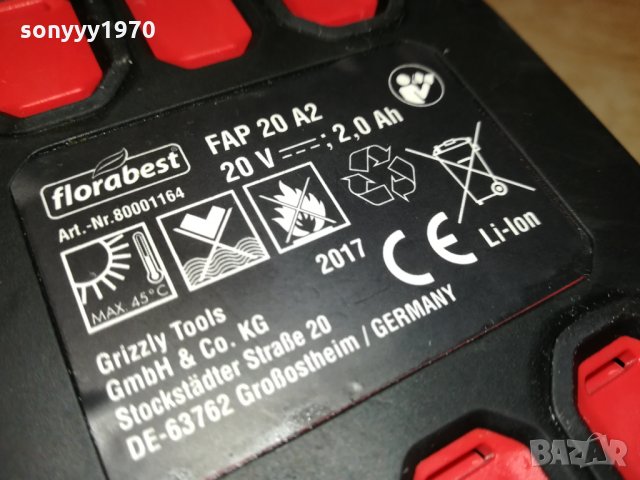 sonyyy1970
florabest
FAP 20 A2
20 V ⎓; 2,0 Ah
Art.-Nr.80001164
MAX. 45°C
2017
CE
Li-Ion
Grizzly Tools
GmbH & Co. KG
Stockstädter Straße 20
DE-63762 Großostheim / GERMANY
BAZAR